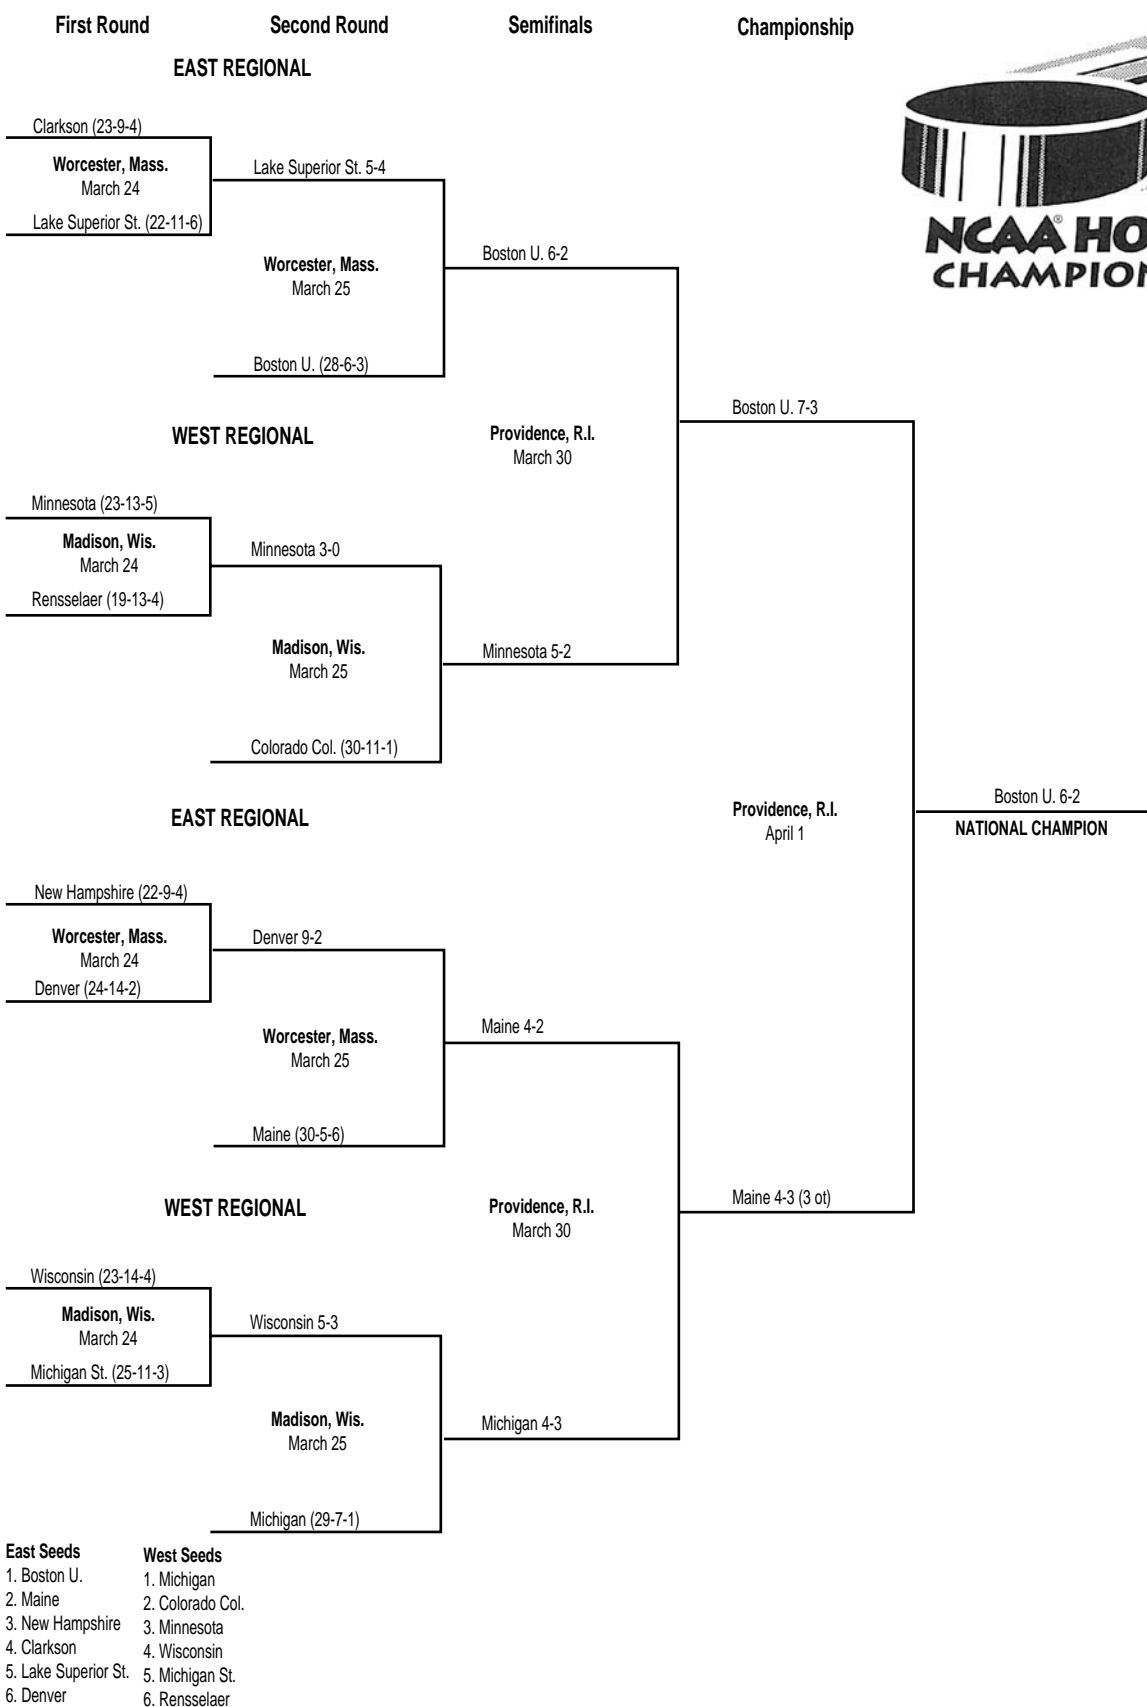 First Round Second Round Semifinals Championship
EAST REGIONAL
Clarkson (23-9-4)
Worcester, Mass.
March 24
Lake Superior St. (22-11-6)
Lake Superior St. 5-4
Worcester, Mass.
March 25
Boston U. (28-6-3)
Boston U. 6-2
WEST REGIONAL
Minnesota (23-13-5)
Madison, Wis.
March 24
Rensselaer (19-13-4)
Minnesota 3-0
Madison, Wis.
March 25
Colorado Col. (30-11-1)
Minnesota 5-2
Providence, R.I.
March 30
Boston U. 7-3
EAST REGIONAL
New Hampshire (22-9-4)
Worcester, Mass.
March 24
Denver (24-14-2)
Denver 9-2
Worcester, Mass.
March 25
Maine (30-5-6)
Maine 4-2
WEST REGIONAL
Wisconsin (23-14-4)
Madison, Wis.
March 24
Michigan St. (25-11-3)
Wisconsin 5-3
Madison, Wis.
March 25
Michigan (29-7-1)
Michigan 4-3
Providence, R.I.
March 30
Maine 4-3 (3 ot)
Providence, R.I.
April 1
Boston U. 6-2
NATIONAL CHAMPION
NCAA® HO
CHAMPION
East Seeds
1. Boston U.
2. Maine
3. New Hampshire
4. Clarkson
5. Lake Superior St.
6. Denver
West Seeds
1. Michigan
2. Colorado Col.
3. Minnesota
4. Wisconsin
5. Michigan St.
6. Rensselaer